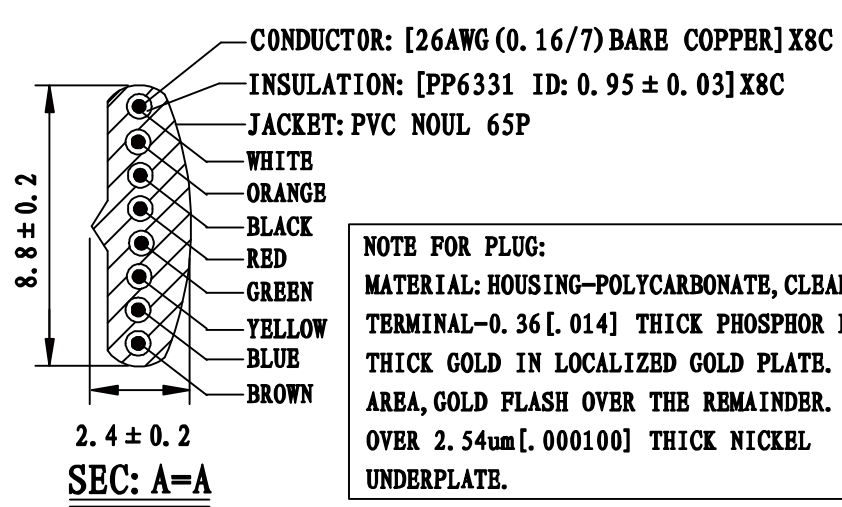 CONDUCTOR: [26AWG(0.16/7)BARE COPPER]X8C
INSULATION: [PP6331 ID:0.95±0.03]X8C
JACKET:PVC NOUL 65P
WHITE
ORANGE
BLACK
RED
GREEN
YELLOW
BLUE
BROWN
8.8±0.2
2.4±0.2
SEC: A=A
NOTE FOR PLUG:
MATERIAL:HOUSING-POLYCARBONATE,CLEA
TERMINAL-0.36[.014] THICK PHOSPHOR
THICK GOLD IN LOCALIZED GOLD PLATE.
AREA,GOLD FLASH OVER THE REMAINDER.
OVER 2.54um[.000100] THICK NICKEL
UNDERPLATE.